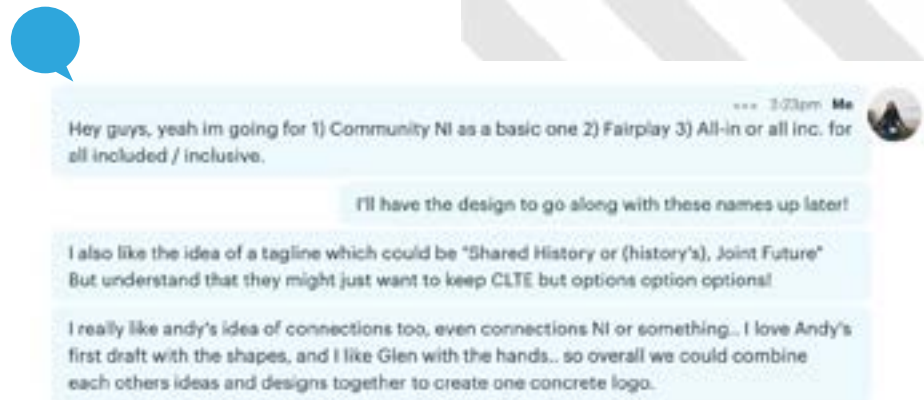 3:23pm Me
Hey guys, yeah im going for 1) Community NI as a basic one 2) Fairplay 3) All-in or all inc. for
all included / inclusive.
I'll have the design to go along with these names up later!
I also like the idea of a tagline which could be "Shared History or (history's), Joint Future"
But understand that they might just want to keep CLTE but options option options!
I really like andy's idea of connections too, even connections NI or something.. I love Andy's
first draft with the shapes, and I like Glen with the hands.. so overall we could combine
each others ideas and designs together to create one concrete logo.